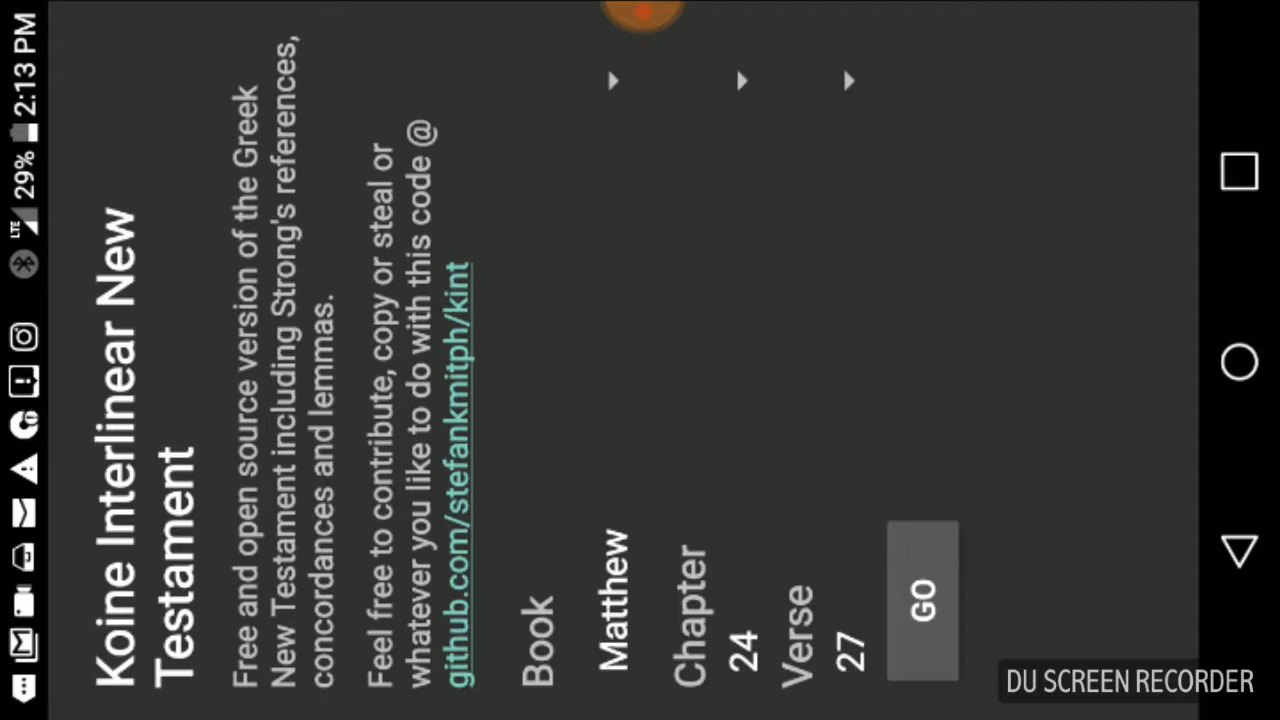 29% 2:13 PM
LTE
Koine Interlinear New
Testament
Free and open source version of the Greek
New Testament including Strong's references,
concordances and lemmas.
Feel free to contribute, copy or steal or
whatever you like to do with this code @
github.com/stefankmitph/kint
Book
Matthew
Chapter
24
Verse
27
GO
DU SCREEN RECORDER